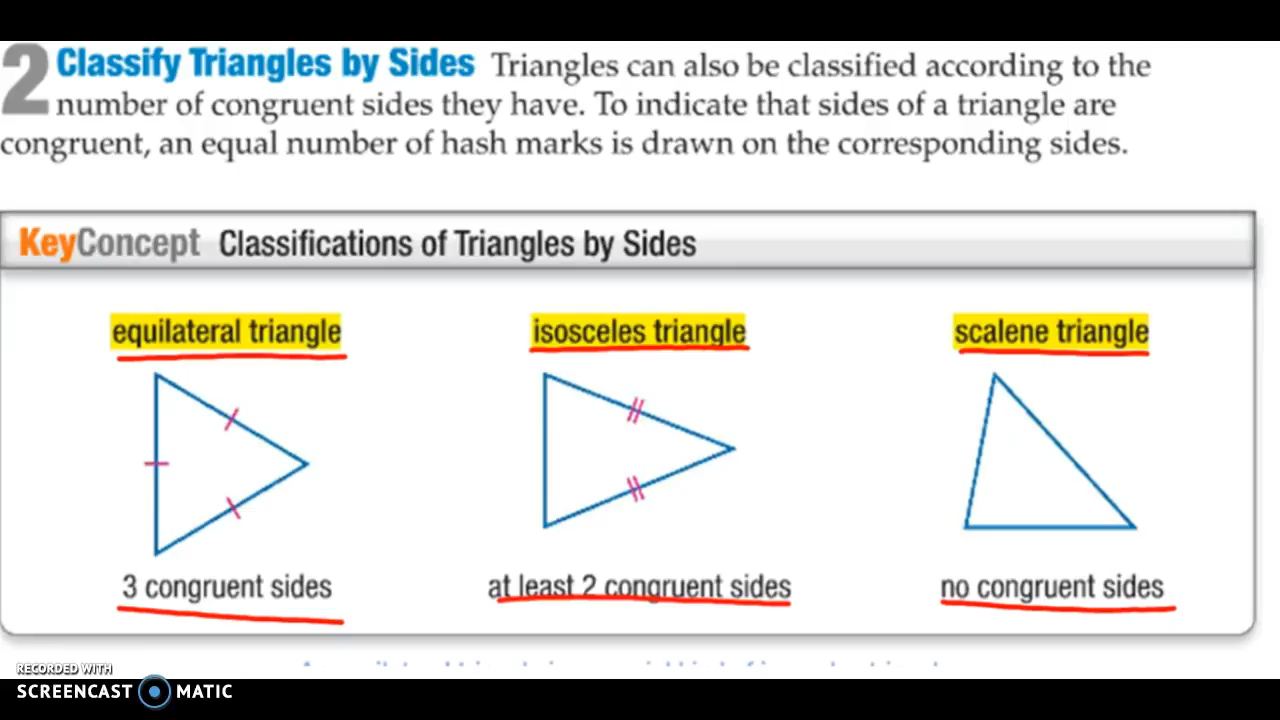 2 Classify Triangles by Sides Triangles can also be classified according to the
number of congruent sides they have. To indicate that sides of a triangle are
congruent, an equal number of hash marks is drawn on the corresponding sides.
KeyConcept Classifications of Triangles by Sides
equilateral triangle isosceles triangle scalene triangle
3 congruent sides at least 2 congruent sides no congruent sides
RECORDED WITH
SCREENCAST MATIC